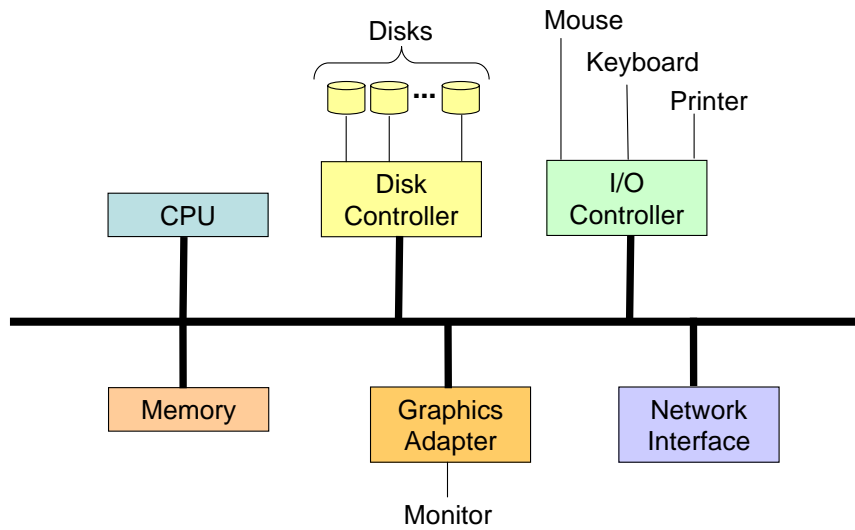 Mouse
Disks
Keyboard
...
Printer
Disk
Controller
I/O
Controller
CPU
Memory
Graphics
Adapter
Network
Interface
Monitor